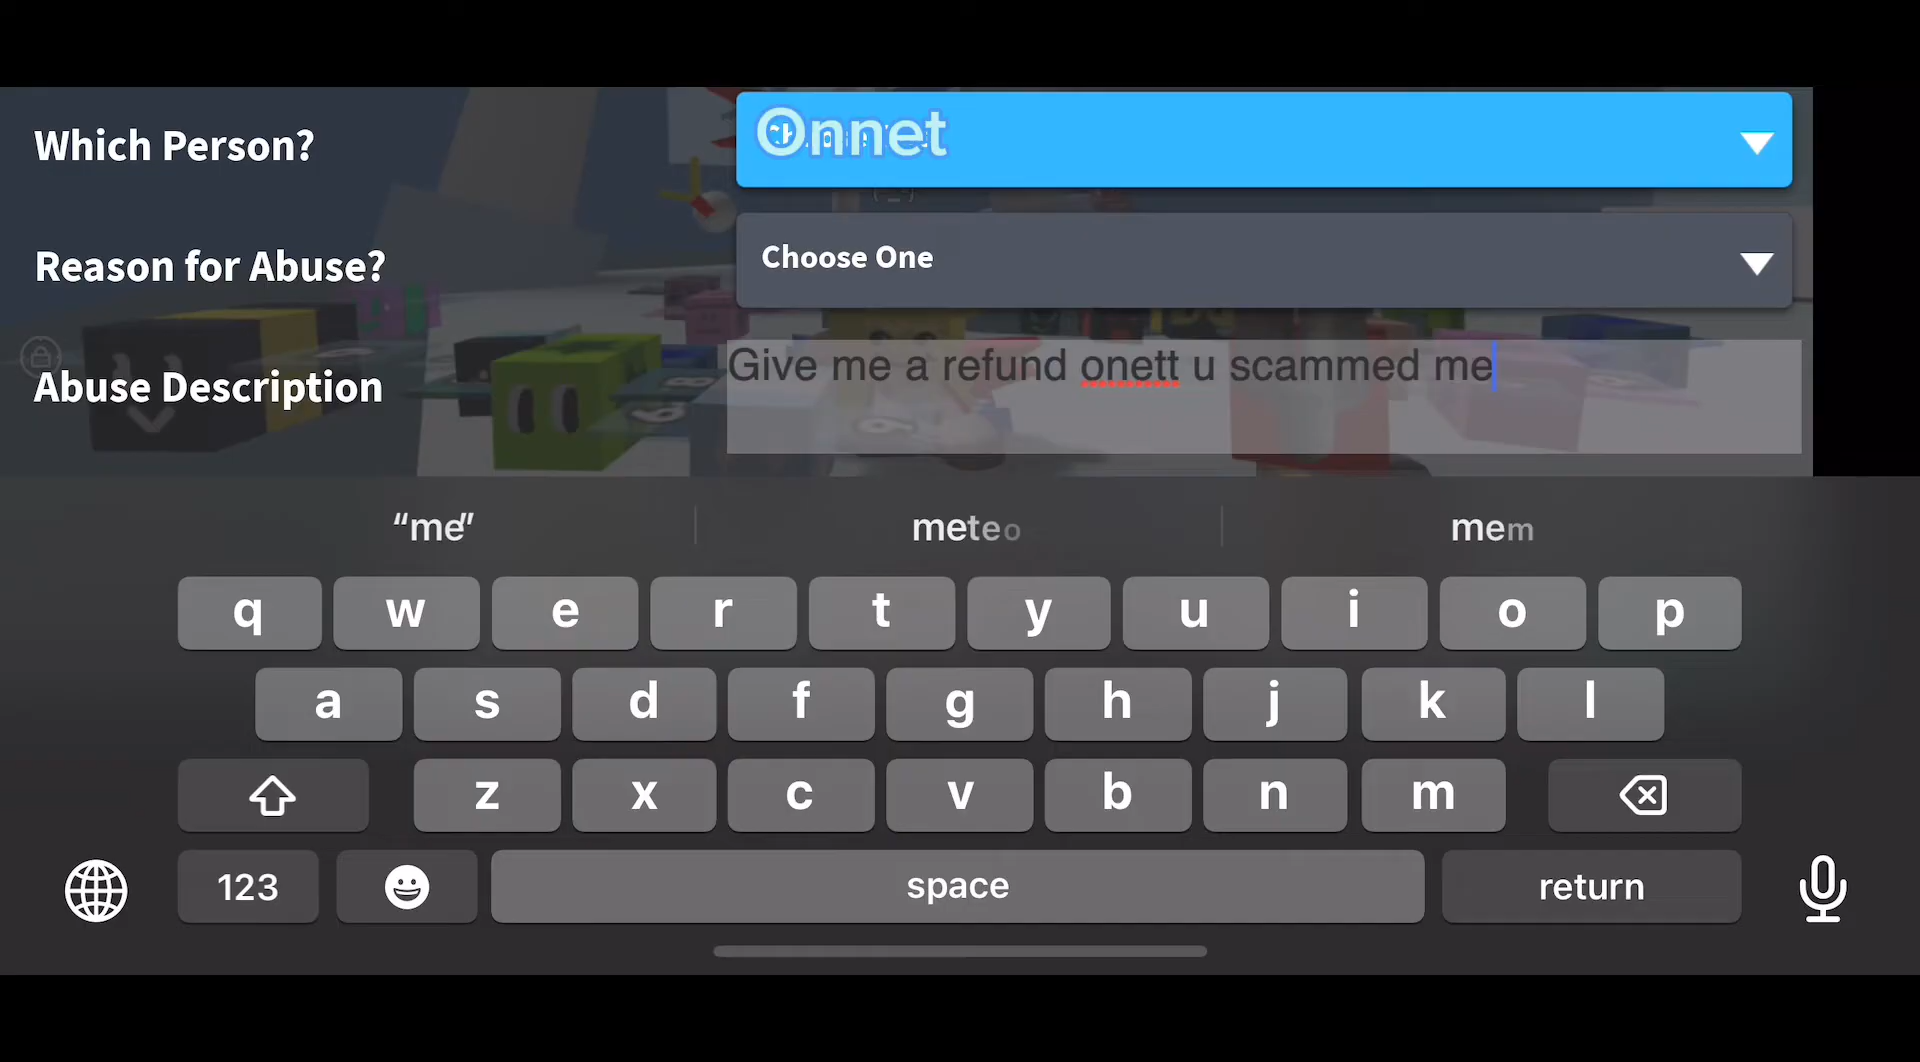 Which Person?
Onnet
Reason for Abuse?
Choose One
Abuse Description
Give me a refund onett u scammed me
“me”
meteo
mem
q w e r t y u i o p
a s d f g h j k l
z x c v b n m
123
space
return